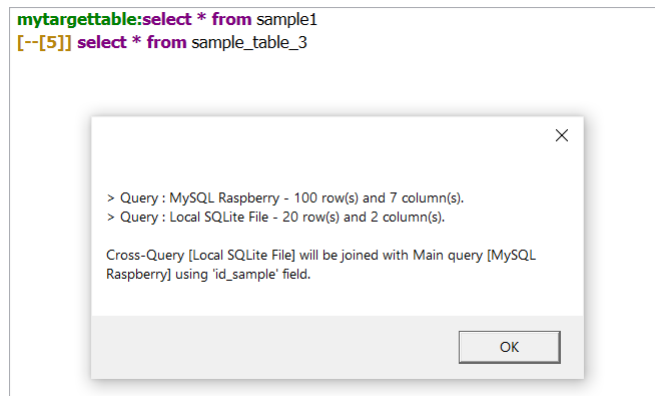 mytargettable:select * from sample1
[--[5]] select * from sample_table_3
> Query : MySQL Raspberry - 100 row(s) and 7 column(s).
> Query : Local SQLite File - 20 row(s) and 2 column(s).
Cross-Query [Local SQLite File] will be joined with Main query [MySQL
Raspberry] using 'id_sample' field.
OK